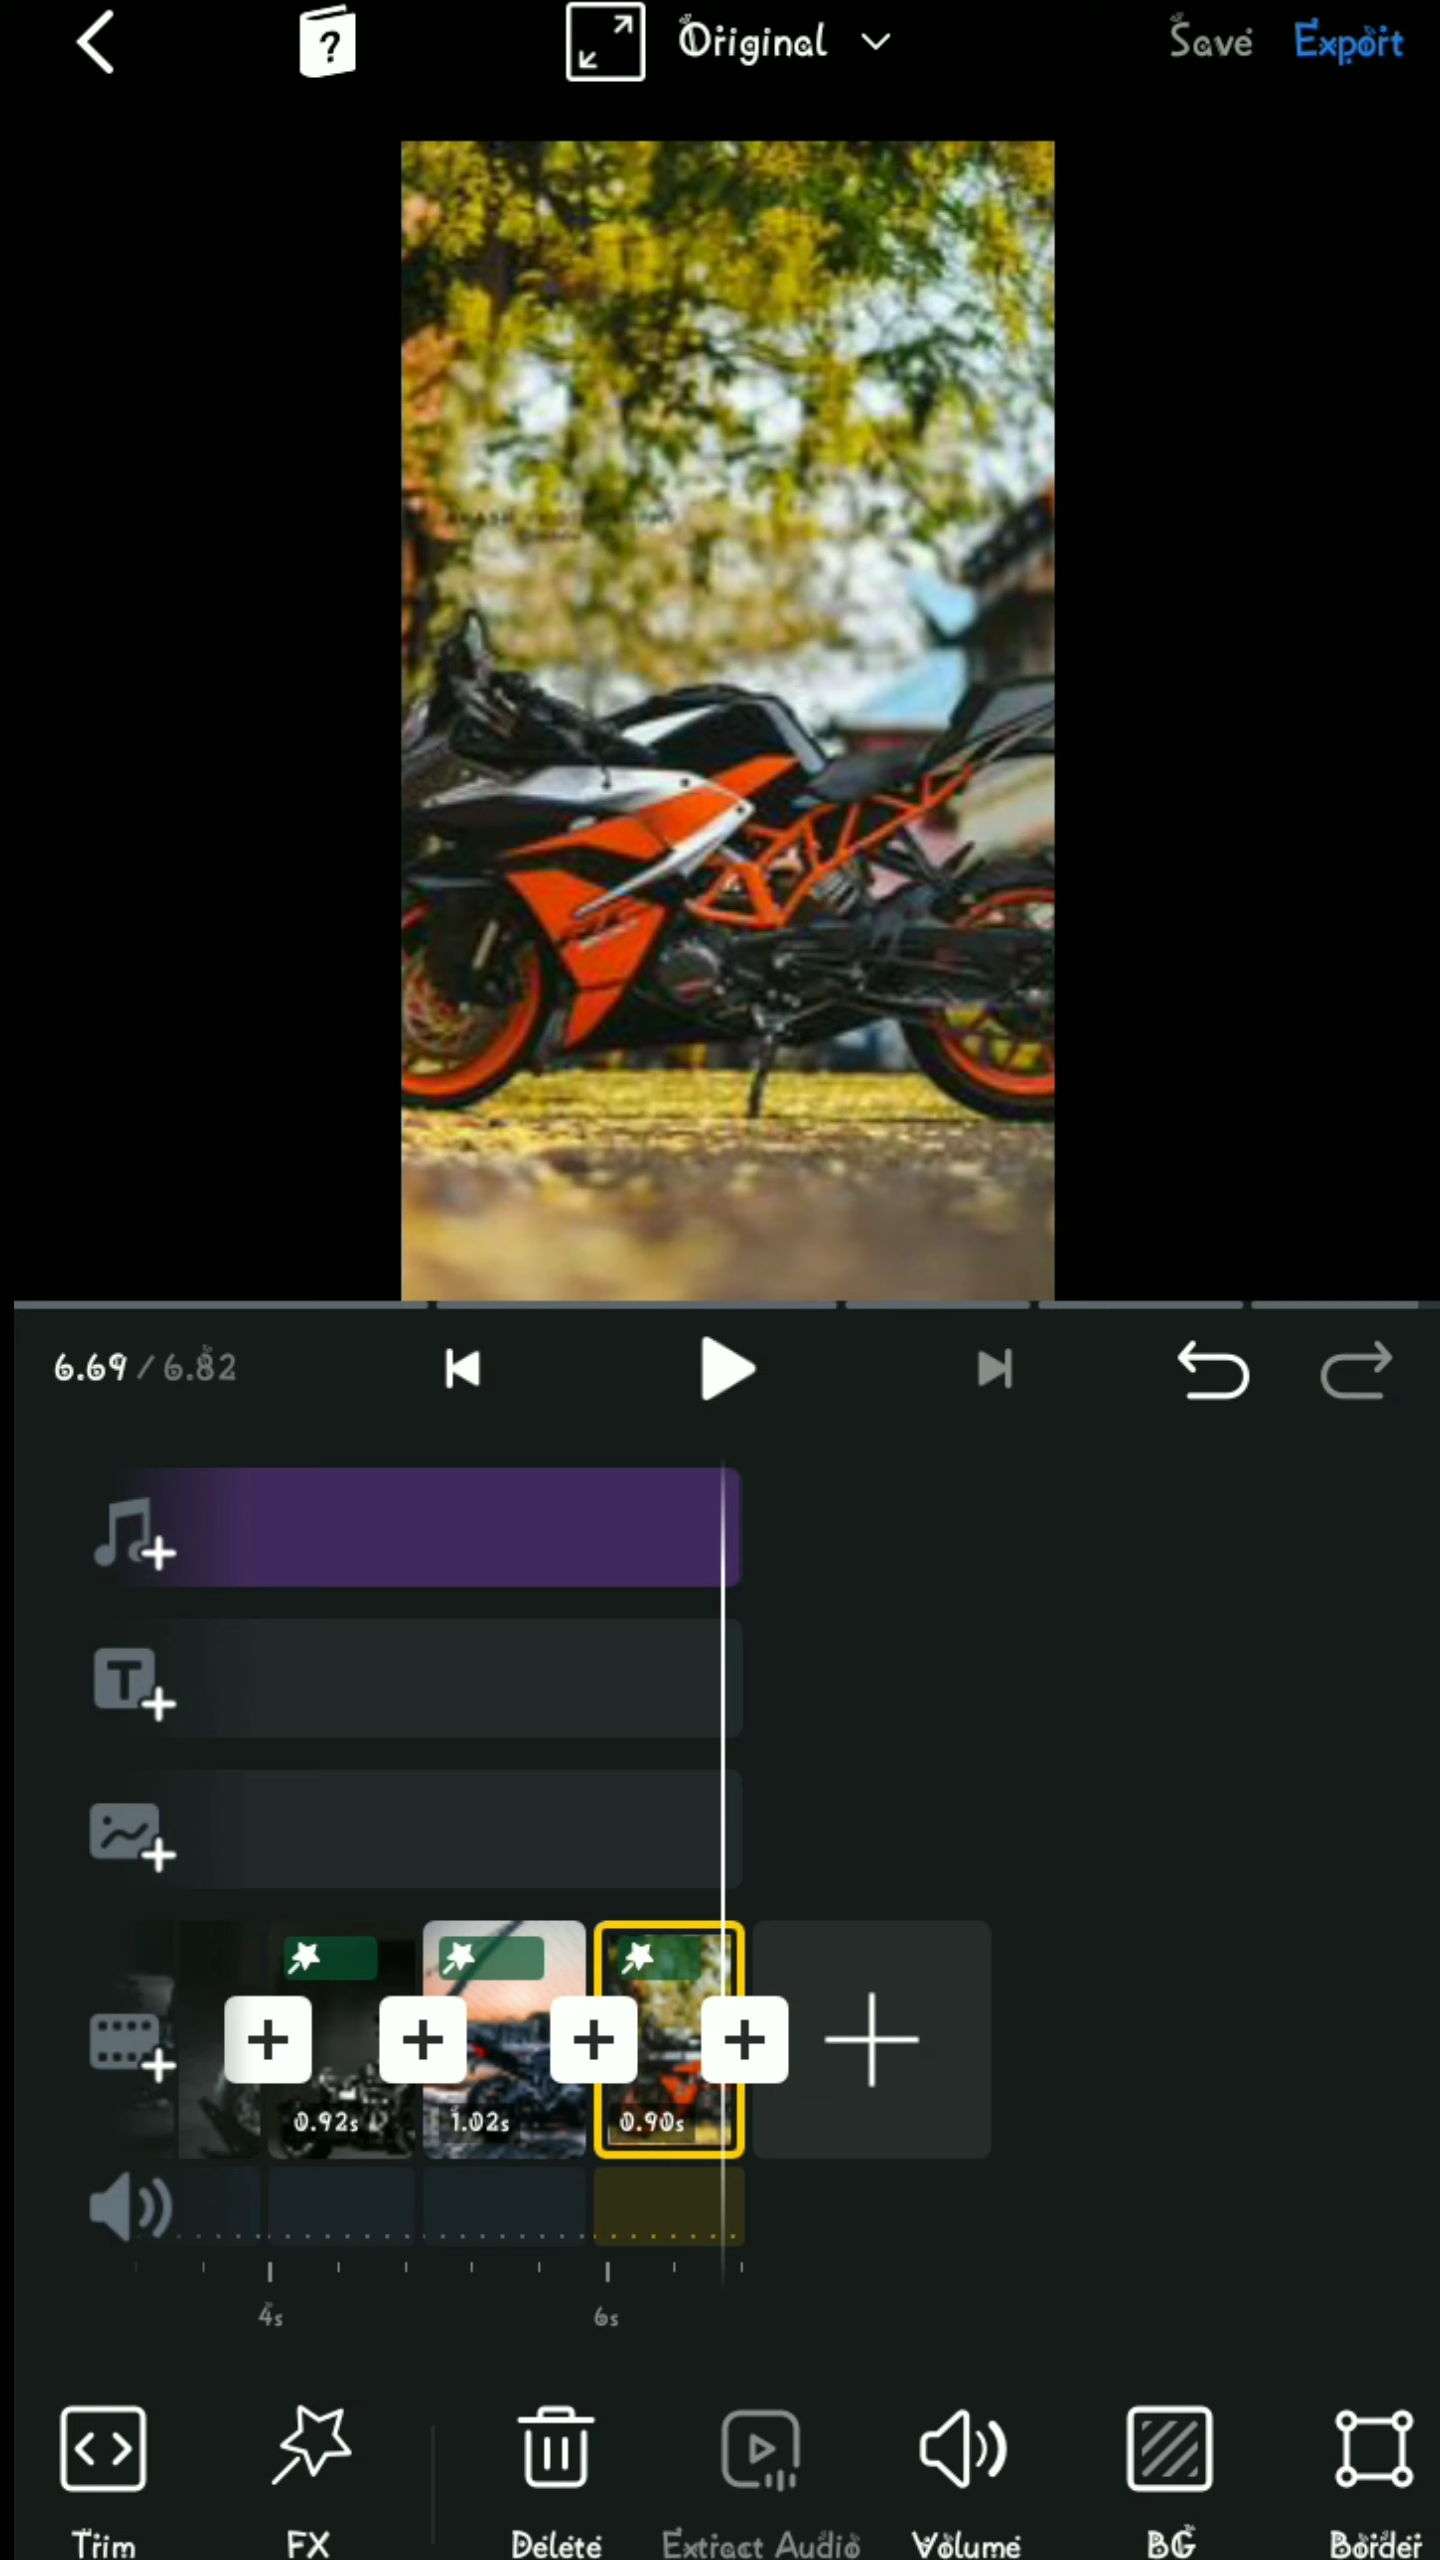 Original
Save
Export
6.69 / 6.82
0.92s
1.02s
0.90s
4s
6s
Trim
FX
Delete
Extract Audio
Volume
BG
Border